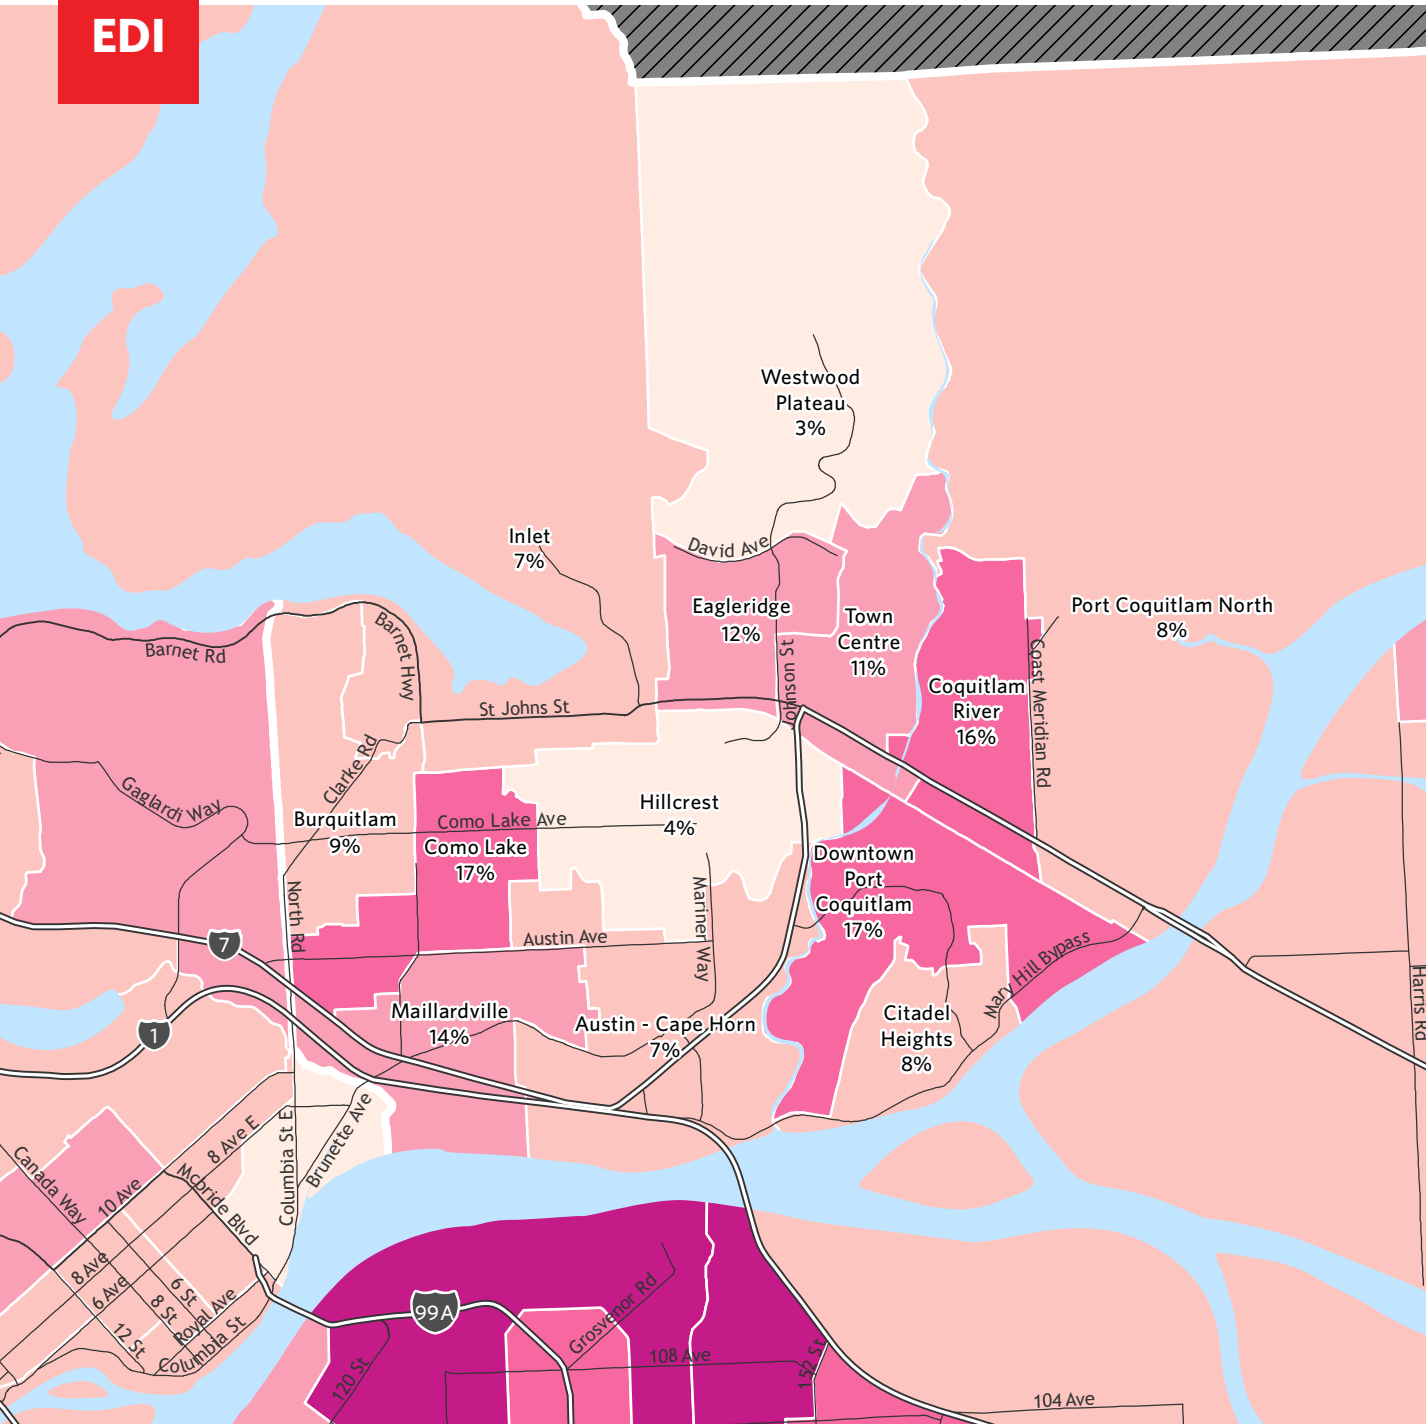 EDI
Westwood
Plateau
3%
Inlet
7%
David Ave
Eagleridge
12%
Town
Centre
11%
Port Coquitlam North
8%
Barnet Rd
Barnet Hwy
Johnson St
Coast Meridian Rd
Coquitlam
River
16%
St Johns St
Clarke Rd
Gaglardi Way
Burquitlam
9%
Como Lake Ave
Como Lake
17%
Hillcrest
4%
Downtown
Port
Coquitlam
17%
North Rd
Mariner Way
Austin Ave
7
Mary Hill Bypass
Harris Rd
1
Maillardville
14%
Austin - Cape Horn
7%
Citadel
Heights
8%
Columbia St E
Brunette Ave
8 Ave E
Mcbride Blvd
Canada Way
10 Ave
8 Ave
6 Ave
6 St
8 St
12 St
Royal Ave
Columbia St
99A
Grosvenor Rd
108 Ave
120 St
152 St
104 Ave